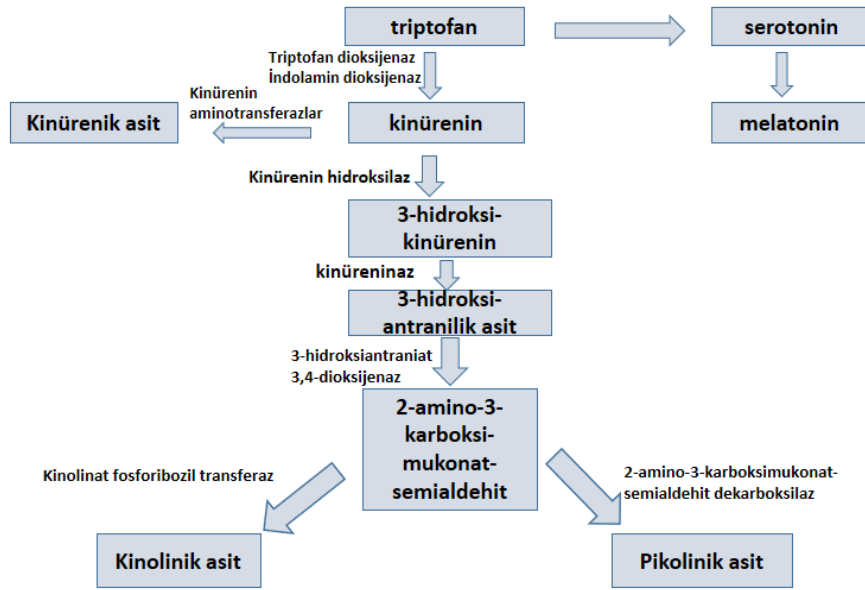 triptofan
serotonin
Triptofan dioksijenaz
İndolamin dioksijenaz
Kinürenin
aminotransferazlar
Kinürenik asit
kinürenin
melatonin
Kinürenin hidroksilaz
3-hidroksi-
kinürenin
kinüreninaz
3-hidroksi-
antranilik asit
3-hidroksiantraniat
3,4-dioksijenaz
2-amino-3-
karboksi-
mukonat-
semialdehit
Kinolinat fosforibozil transferaz
2-amino-3-karboksimukonat-
semialdehit dekarboksilaz
Kinolinik asit
Pikolinik asit